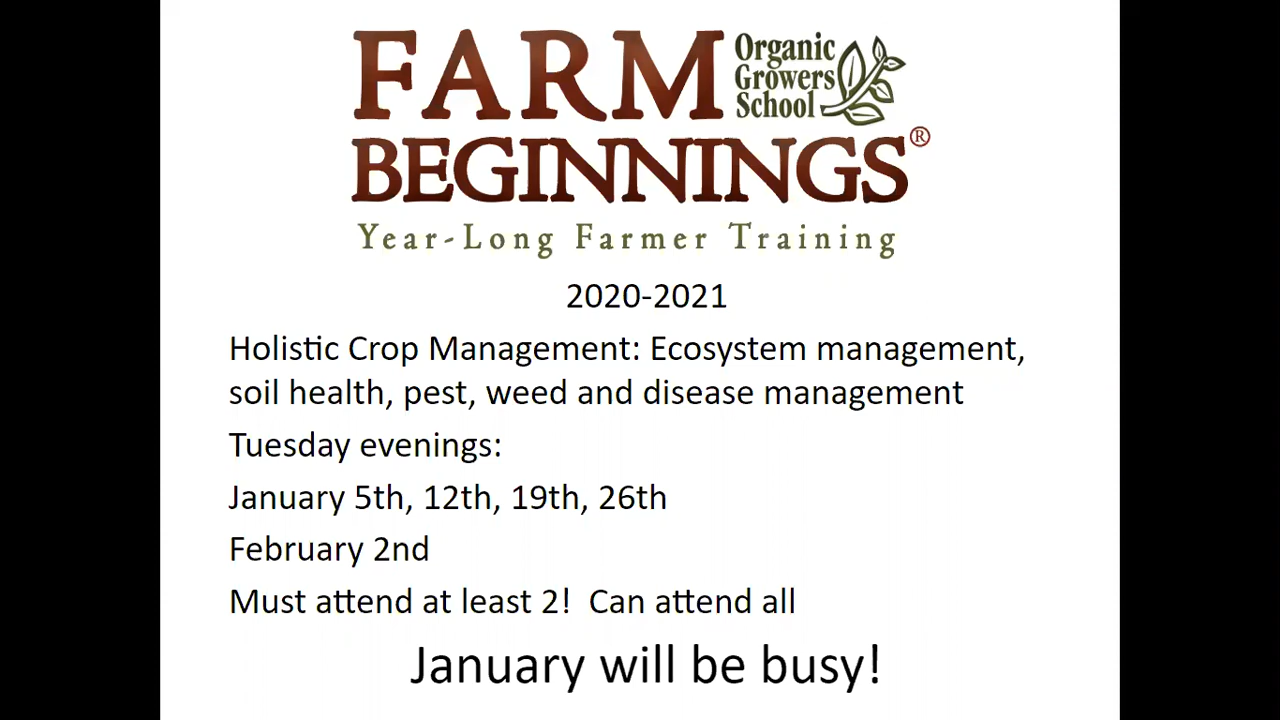 FARM
Organic
Growers
School
BEGINNINGS®
Year-Long Farmer Training
2020-2021
Holistic Crop Management: Ecosystem management,
soil health, pest, weed and disease management
Tuesday evenings:
January 5th, 12th, 19th, 26th
February 2nd
Must attend at least 2!  Can attend all
January will be busy!